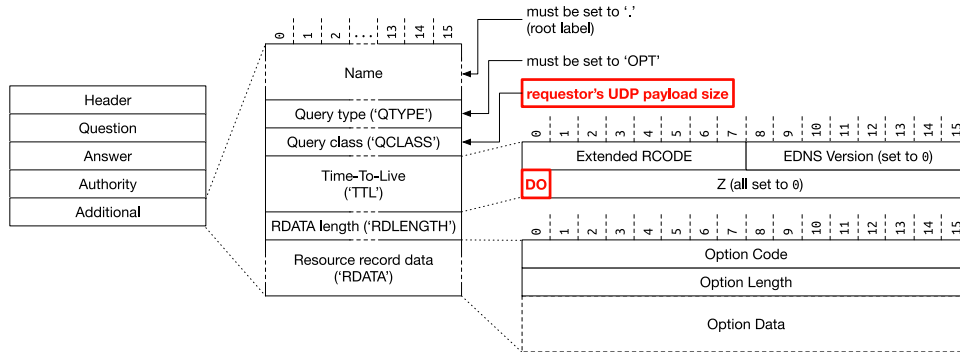 Header
Question
Answer
Authority
Additional
0 1 2 ... 13 14 15
Name
Query type (‘QTYPE’)
Query class (‘QCLASS’)
Time-To-Live
(‘TTL’)
RDATA length (‘RDLENGTH’)
Resource record data
(‘RDATA’)
must be set to ‘.’
(root label)
must be set to ‘OPT’
requestor’s UDP payload size
0 1 2 3 4 5 6 7 8 9 10 11 12 13 14 15
Extended RCODE EDNS Version (set to 0)
DO Z (all set to 0)
0 1 2 3 4 5 6 7 8 9 10 11 12 13 14 15
Option Code
Option Length
Option Data